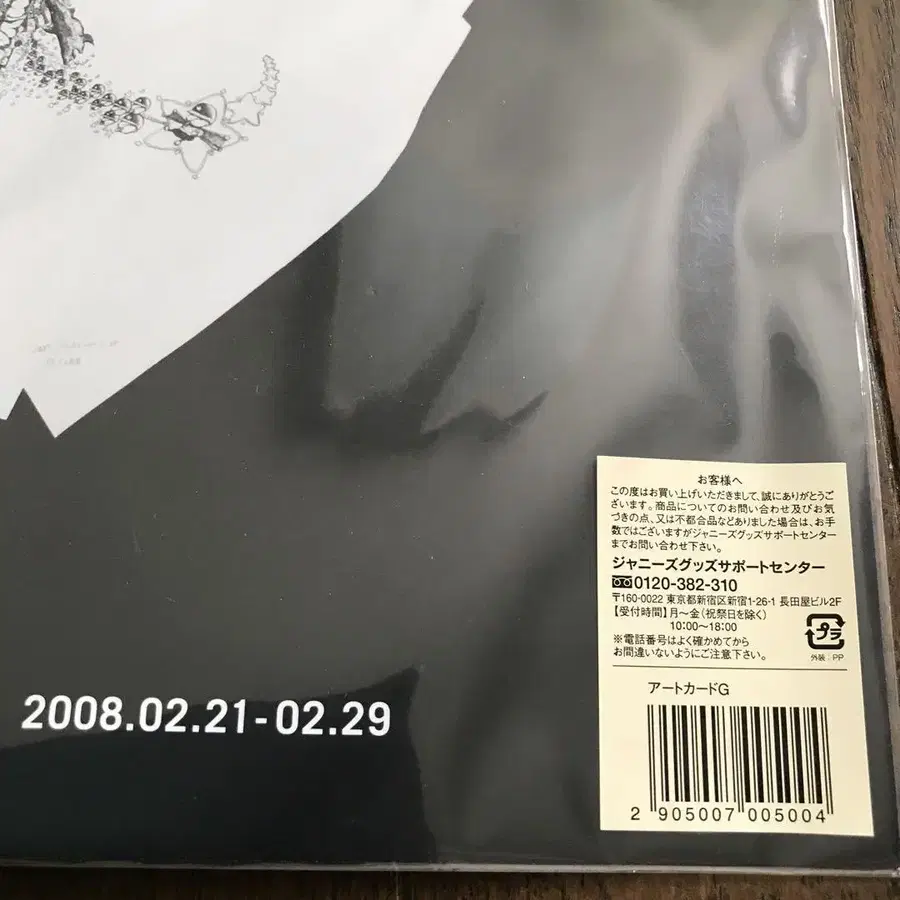 2008.02.21-02.29
お客様へ
この度はお買い上げいただきまして、誠にありがとうご
ざいます。商品についてのお問い合わせ及びお気
づきの点、又は不都合品などありました場合は、お手
数ではございますがジャニーズグッズサポートセンター
までお問い合わせ下さい。
ジャニーズグッズサポートセンター
0120-382-310
〒160-0022 東京都新宿区新宿1-26-1 長田屋ビル2F
【受付時間】月〜金(祝祭日を除く)
10:00〜18:00
※電話番号はよく確かめてから
お間違いないようにご注意下さい。
プラ
外装:PP
アートカードG
2 905007 005004